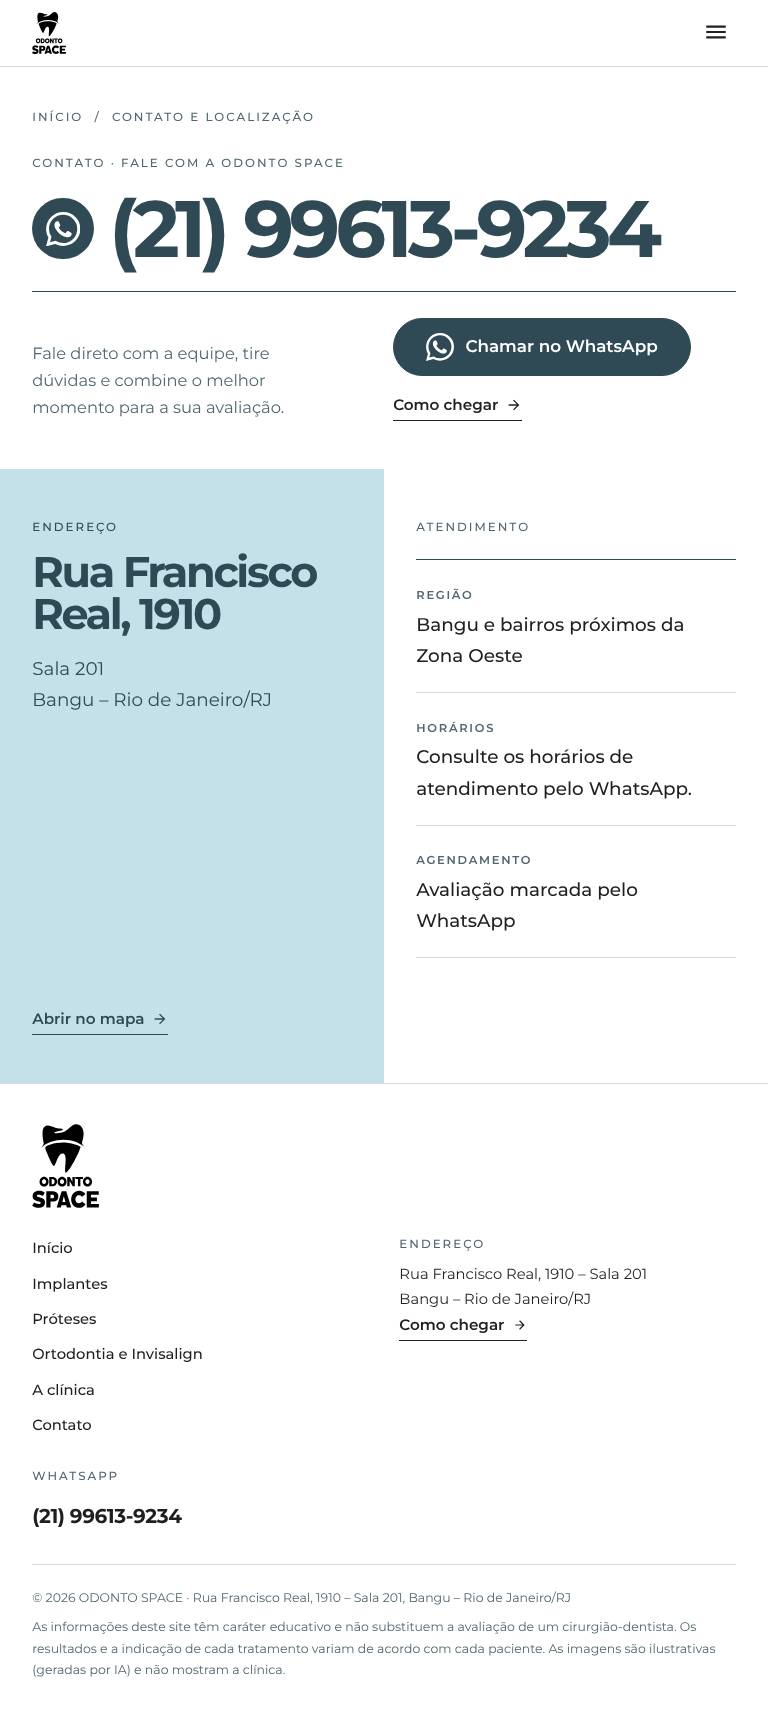 ODONTO
SPACE
INÍCIO / CONTATO E LOCALIZAÇÃO
CONTATO · FALE COM A ODONTO SPACE
(21) 99613-9234
Fale direto com a equipe, tire
dúvidas e combine o melhor
momento para a sua avaliação.
Chamar no WhatsApp
Como chegar →
ENDEREÇO
Rua Francisco
Real, 1910
Sala 201
Bangu – Rio de Janeiro/RJ
Abrir no mapa →
ATENDIMENTO
REGIÃO
Bangu e bairros próximos da
Zona Oeste
HORÁRIOS
Consulte os horários de
atendimento pelo WhatsApp.
AGENDAMENTO
Avaliação marcada pelo
WhatsApp
ODONTO
SPACE
Início
Implantes
Próteses
Ortodontia e Invisalign
A clínica
Contato
ENDEREÇO
Rua Francisco Real, 1910 – Sala 201
Bangu – Rio de Janeiro/RJ
Como chegar →
WHATSAPP
(21) 99613-9234
© 2026 ODONTO SPACE · Rua Francisco Real, 1910 – Sala 201, Bangu – Rio de Janeiro/RJ
As informações deste site têm caráter educativo e não substituem a avaliação de um cirurgião-dentista. Os
resultados e a indicação de cada tratamento variam de acordo com cada paciente. As imagens são ilustrativas
(geradas por IA) e não mostram a clínica.